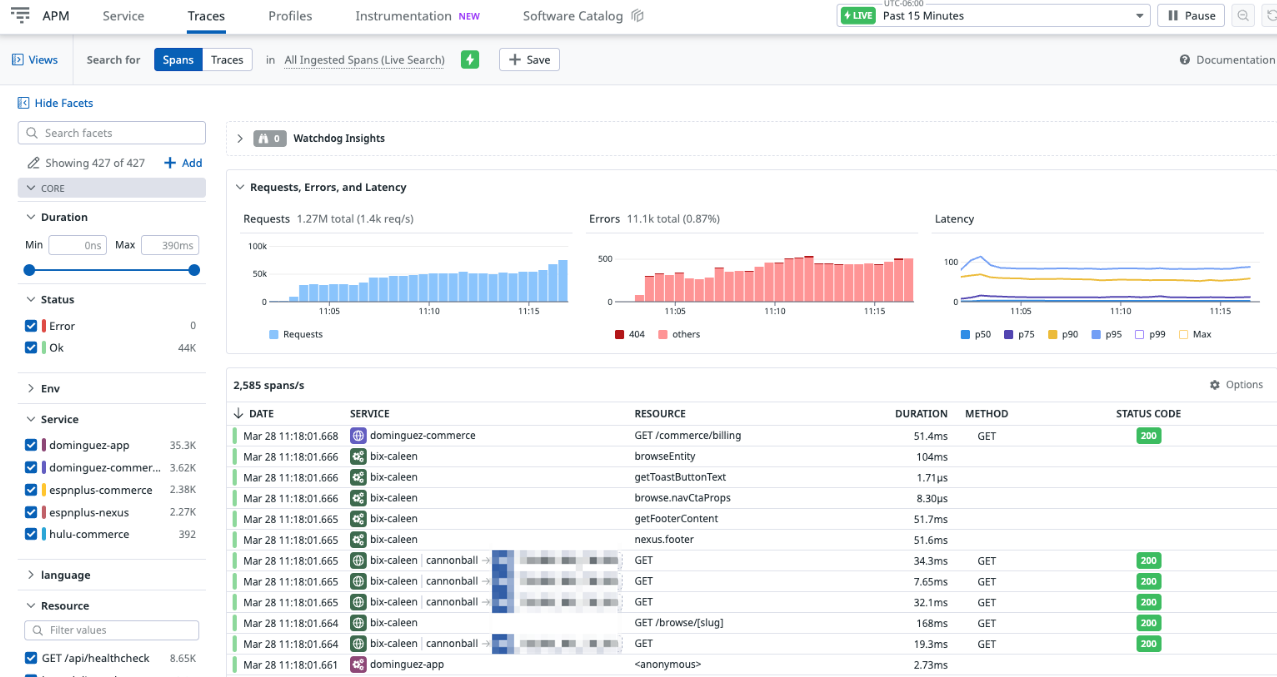 APM Service Traces Profiles Instrumentation NEW Software Catalog LIVE UTC-06:00 Past 15 Minutes Pause
Views Search for Spans Traces in All Ingested Spans (Live Search) Save Documentation
Hide Facets
Search facets
Showing 427 of 427 Add
CORE
Duration
Min 0ns Max 390ms
Status
Error 0
Ok 44K
Env
Service
dominguez-app 35.3K
dominguez-commer... 3.62K
espnplus-commerce 2.38K
espnplus-nexus 2.27K
hulu-commerce 392
language
Resource
Filter values
GET /api/healthcheck 8.65K
0 Watchdog Insights
Requests, Errors, and Latency
Requests 1.27M total (1.4k req/s)
100k
50k
0
11:05 11:10 11:15
Requests
Errors 11.1k total (0.87%)
500
0
11:05 11:10 11:15
404 others
Latency
100
0
11:05 11:10 11:15
p50 p75 p90 p95 p99 Max
2,585 spans/s Options
DATE SERVICE RESOURCE DURATION METHOD STATUS CODE
Mar 28 11:18:01.668 dominguez-commerce GET /commerce/billing 51.4ms GET 200
Mar 28 11:18:01.666 bix-caleen browseEntity 104ms
Mar 28 11:18:01.666 bix-caleen getToastButtonText 1.71μs
Mar 28 11:18:01.666 bix-caleen browse.navCtaProps 8.30μs
Mar 28 11:18:01.665 bix-caleen getFooterContent 51.7ms
Mar 28 11:18:01.665 bix-caleen nexus.footer 51.6ms
Mar 28 11:18:01.665 bix-caleen | cannonball → GET 34.3ms GET 200
Mar 28 11:18:01.665 bix-caleen | cannonball → GET 7.65ms GET 200
Mar 28 11:18:01.665 bix-caleen | cannonball → GET 32.1ms GET 200
Mar 28 11:18:01.664 bix-caleen GET /browse/[slug] 168ms GET 200
Mar 28 11:18:01.664 bix-caleen | cannonball → GET 19.3ms GET 200
Mar 28 11:18:01.661 dominguez-app <anonymous> 2.73ms